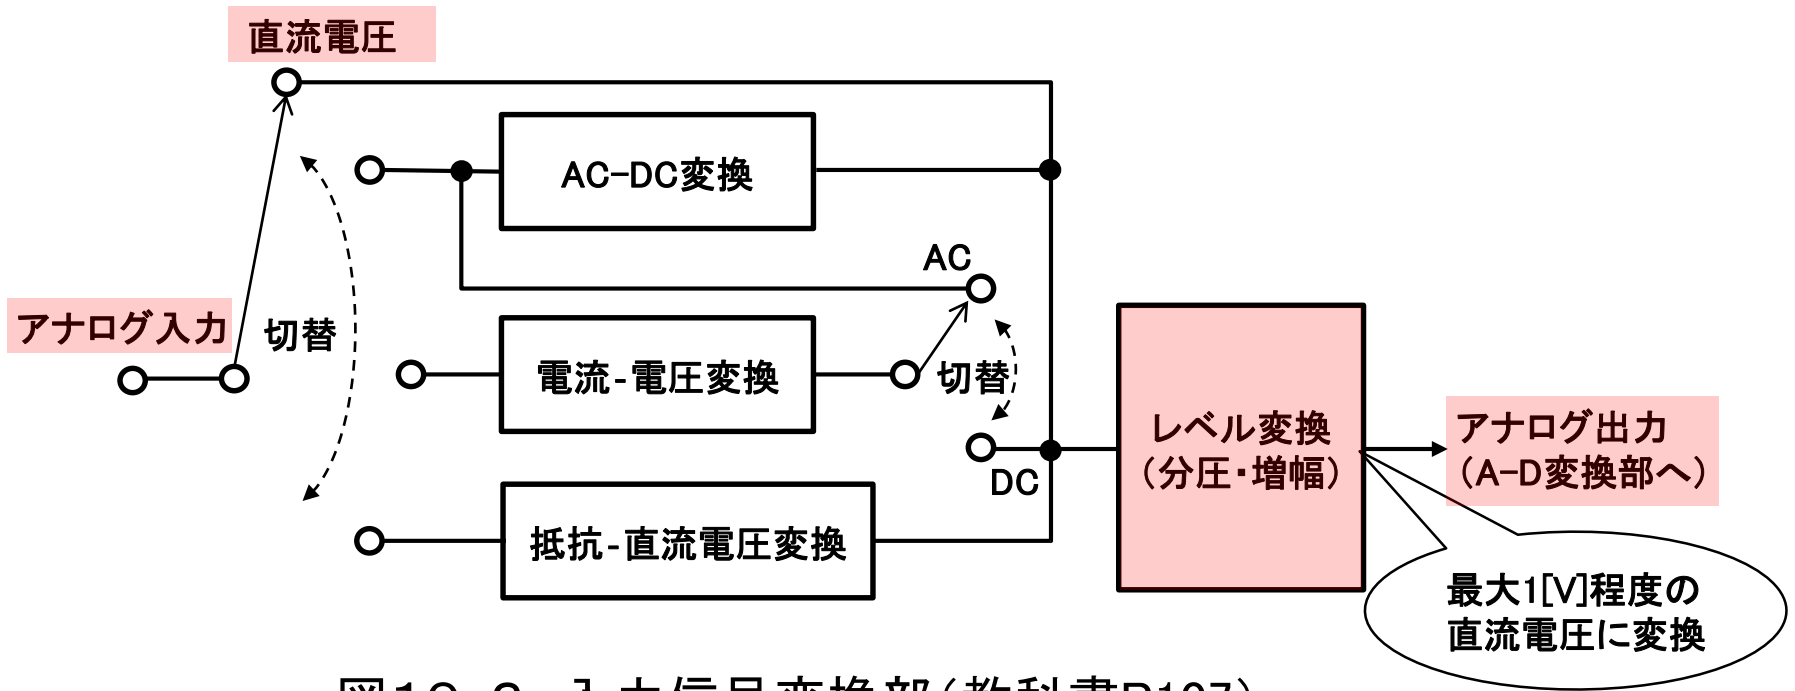 直流電圧
AC-DC変換
AC
アナログ入力
切替
電流-電圧変換
切替
レベル変換
(分圧・増幅)
アナログ出力
(A-D変換部へ)
DC
抵抗-直流電圧変換
最大1[V]程度の
直流電圧に変換